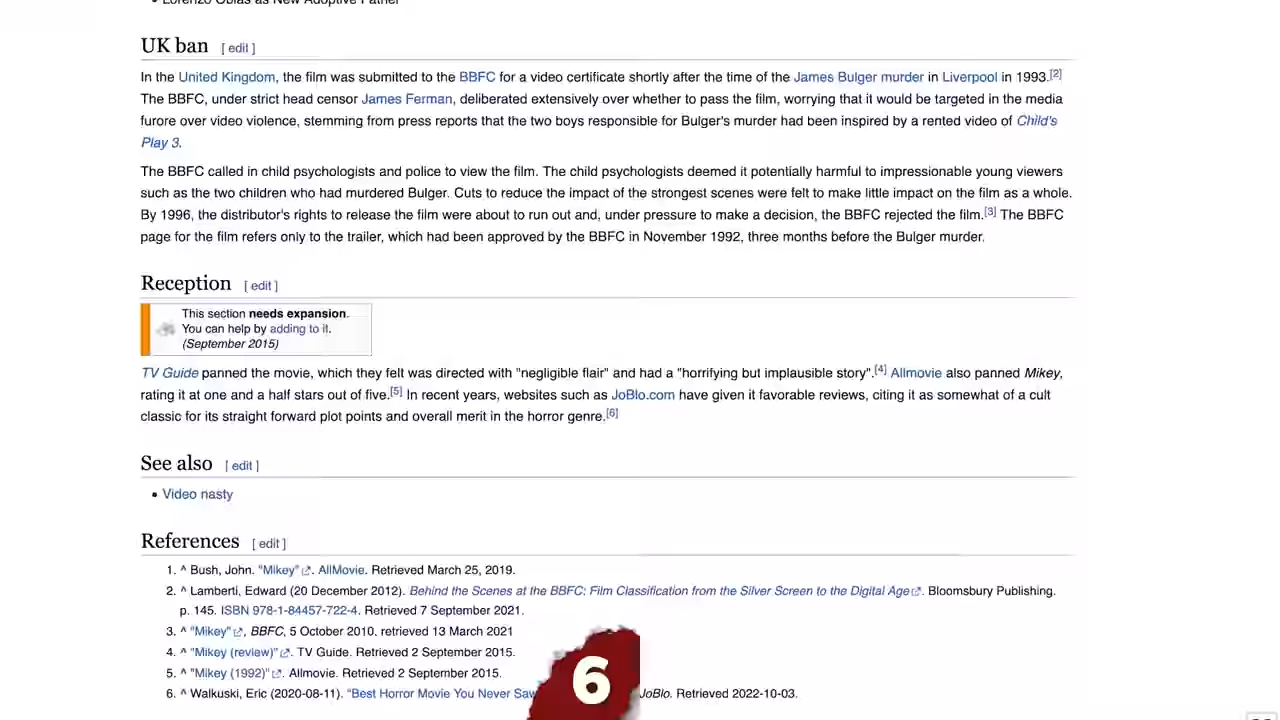 Lorenzo Obias as New Adoptive Father
UK ban [ edit ]
In the United Kingdom, the film was submitted to the BBFC for a video certificate shortly after the time of the James Bulger murder in Liverpool in 1993.[2]
The BBFC, under strict head censor James Ferman, deliberated extensively over whether to pass the film, worrying that it would be targeted in the media
furore over video violence, stemming from press reports that the two boys responsible for Bulger's murder had been inspired by a rented video of Child's
Play 3.
The BBFC called in child psychologists and police to view the film. The child psychologists deemed it potentially harmful to impressionable young viewers
such as the two children who had murdered Bulger. Cuts to reduce the impact of the strongest scenes were felt to make little impact on the film as a whole.
By 1996, the distributor's rights to release the film were about to run out and, under pressure to make a decision, the BBFC rejected the film.[3] The BBFC
page for the film refers only to the trailer, which had been approved by the BBFC in November 1992, three months before the Bulger murder.
Reception [ edit ]
This section needs expansion.
You can help by adding to it.
(September 2015)
TV Guide panned the movie, which they felt was directed with "negligible flair" and had a "horrifying but implausible story".[4] Allmovie also panned Mikey,
rating it at one and a half stars out of five.[5] In recent years, websites such as JoBlo.com have given it favorable reviews, citing it as somewhat of a cult
classic for its straight forward plot points and overall merit in the horror genre.[6]
See also [ edit ]
• Video nasty
References [ edit ]
1. ^ Bush, John. "Mikey". AllMovie. Retrieved March 25, 2019.
2. ^ Lamberti, Edward (20 December 2012). Behind the Scenes at the BBFC: Film Classification from the Silver Screen to the Digital Age. Bloomsbury Publishing.
p. 145. ISBN 978-1-84457-722-4. Retrieved 7 September 2021.
3. ^ "Mikey", BBFC, 5 October 2010, retrieved 13 March 2021
4. ^ "Mikey (review)". TV Guide. Retrieved 2 September 2015.
5. ^ "Mikey (1992)". Allmovie. Retrieved 2 September 2015.
6. ^ Walkuski, Eric (2020-08-11). "Best Horror Movie You Never Saw JoBlo. Retrieved 2022-10-03.
6